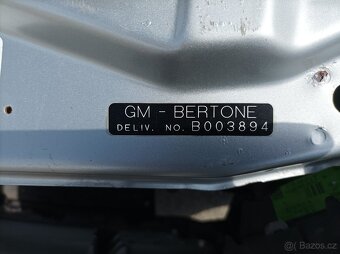 GM - BERTONE
DELIV. NO. B003894
Bazos.cz